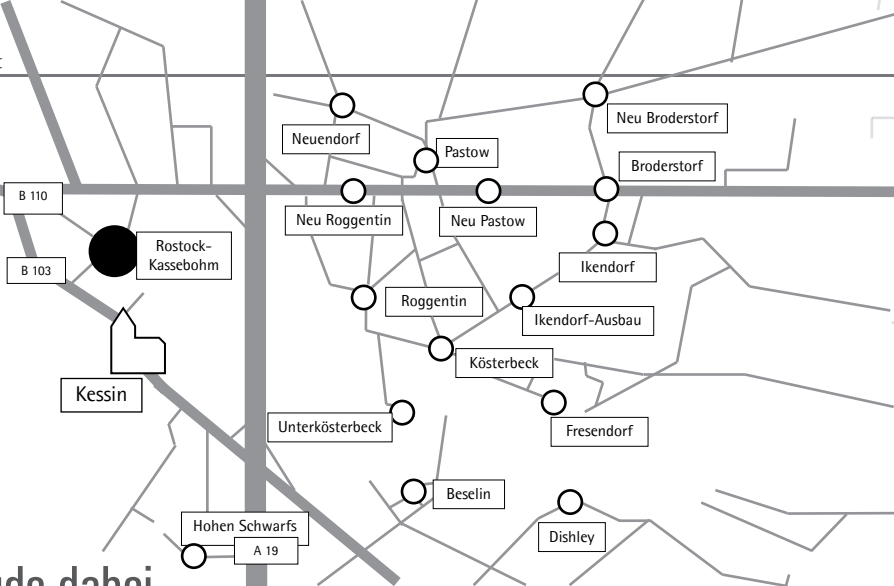 Neu Broderstorf
Neuendorf
Pastow
Broderstorf
B 110
Neu Roggentin
Neu Pastow
Rostock-
Kassebohm
B 103
Ikendorf
Roggentin
Ikendorf-Ausbau
Kösterbeck
Kessin
Unterkösterbeck
Fresendorf
Beselin
Hohen Schwarfs
Dishley
A 19
dabei